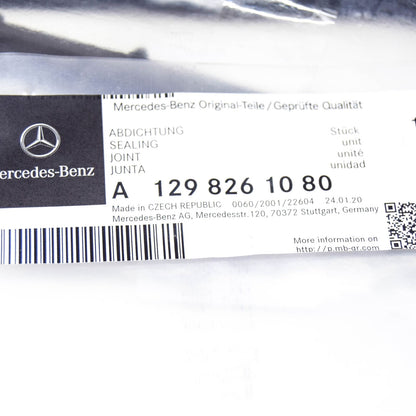 Mercedes-Benz Original-Teile/Geprüfte Qualität
ABDICHTUNG Stück
SEALING unit
JOINT unité
JUNTA unidad
ercedes-Benz
A 129 826 10 80
Made in CZECH REPUBLIC 0060/2001/22604 24.01.20
Mercedes-Benz AG, Mercedesstr.120, 70372 Stuttgart, Germany
more information on
http://p.mb-qr.com